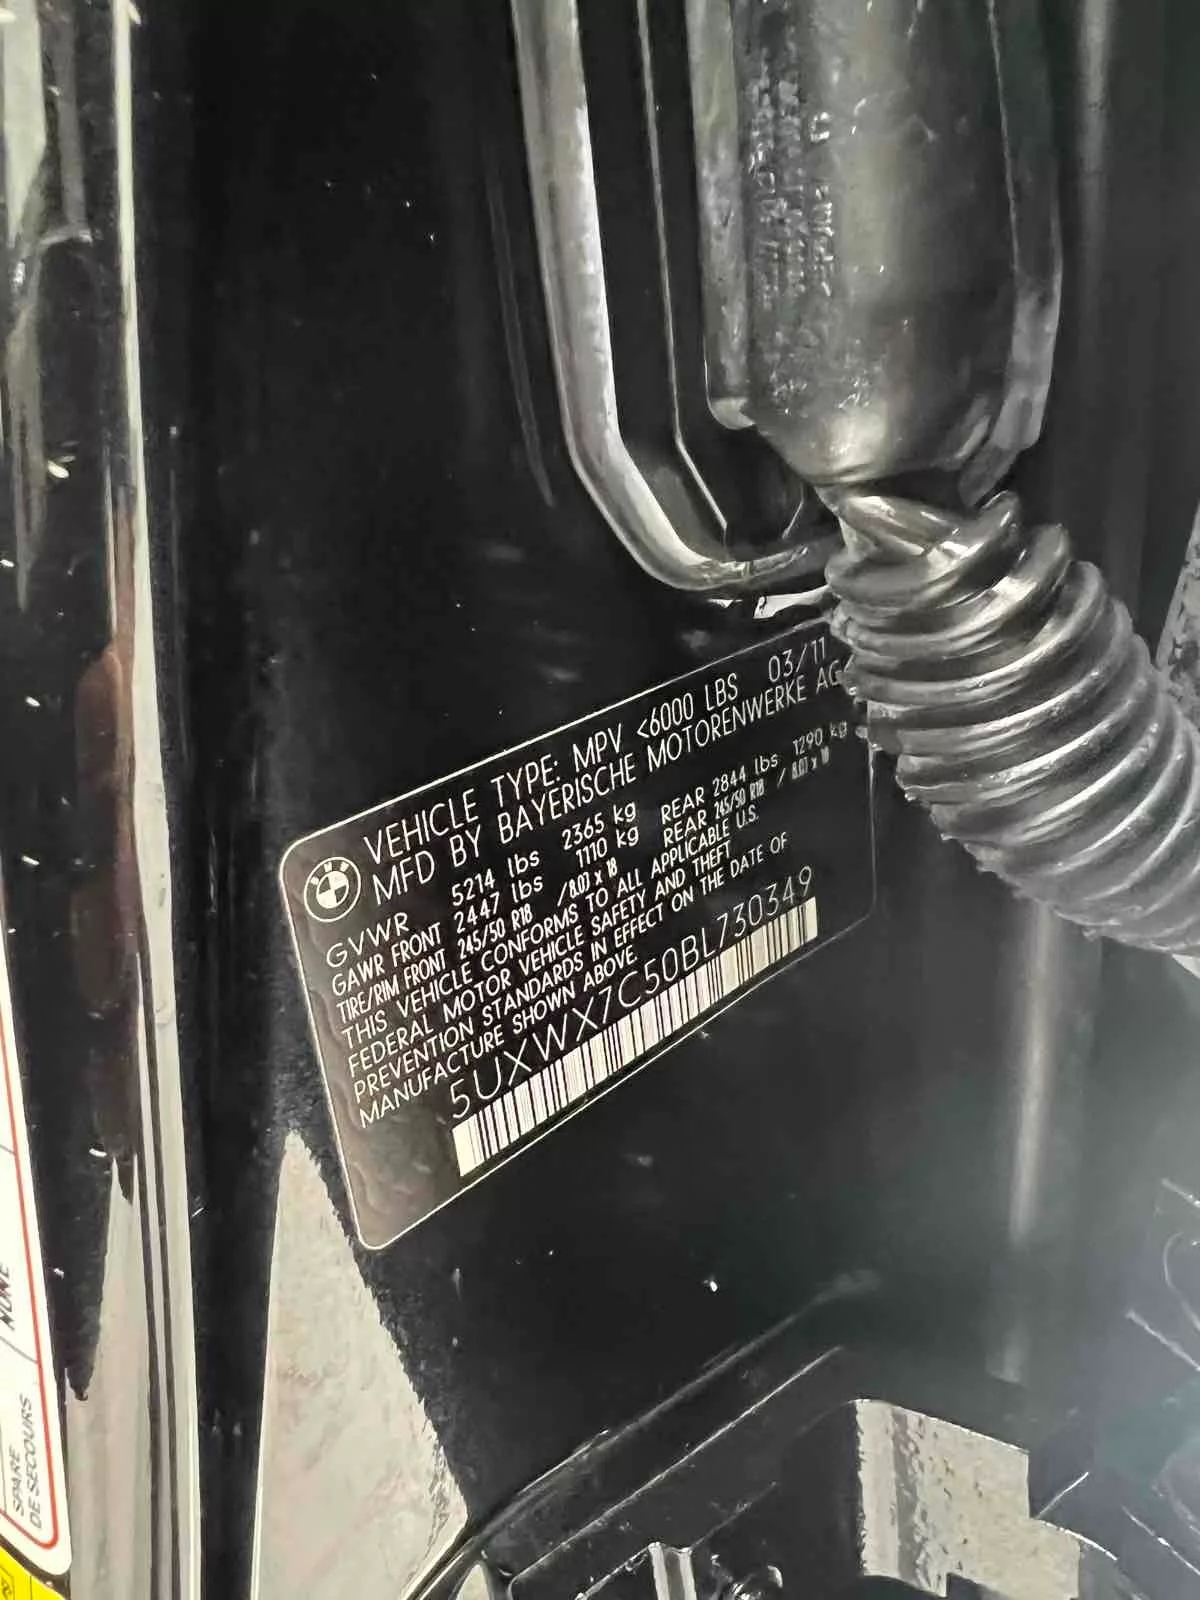 VEHICLE TYPE: MPV <6000 LBS 03/11
MFD BY BAYERISCHE MOTORENWERKE AG
GVWR 5214 lbs 2365 kg
GAWR FRONT 2447 lbs 1110 kg REAR 2844 lbs 1290 kg
TIRE/RIM FRONT 245/50 R18 /8.0J x 18 REAR 245/50 R18 / 8.0J x 18
THIS VEHICLE CONFORMS TO ALL APPLICABLE U.S.
FEDERAL MOTOR VEHICLE SAFETY AND THEFT
PREVENTION STANDARDS IN EFFECT ON THE DATE OF
MANUFACTURE SHOWN ABOVE.
5UXWX7C50BL730349
NONE
SPARE
DE SECOURS